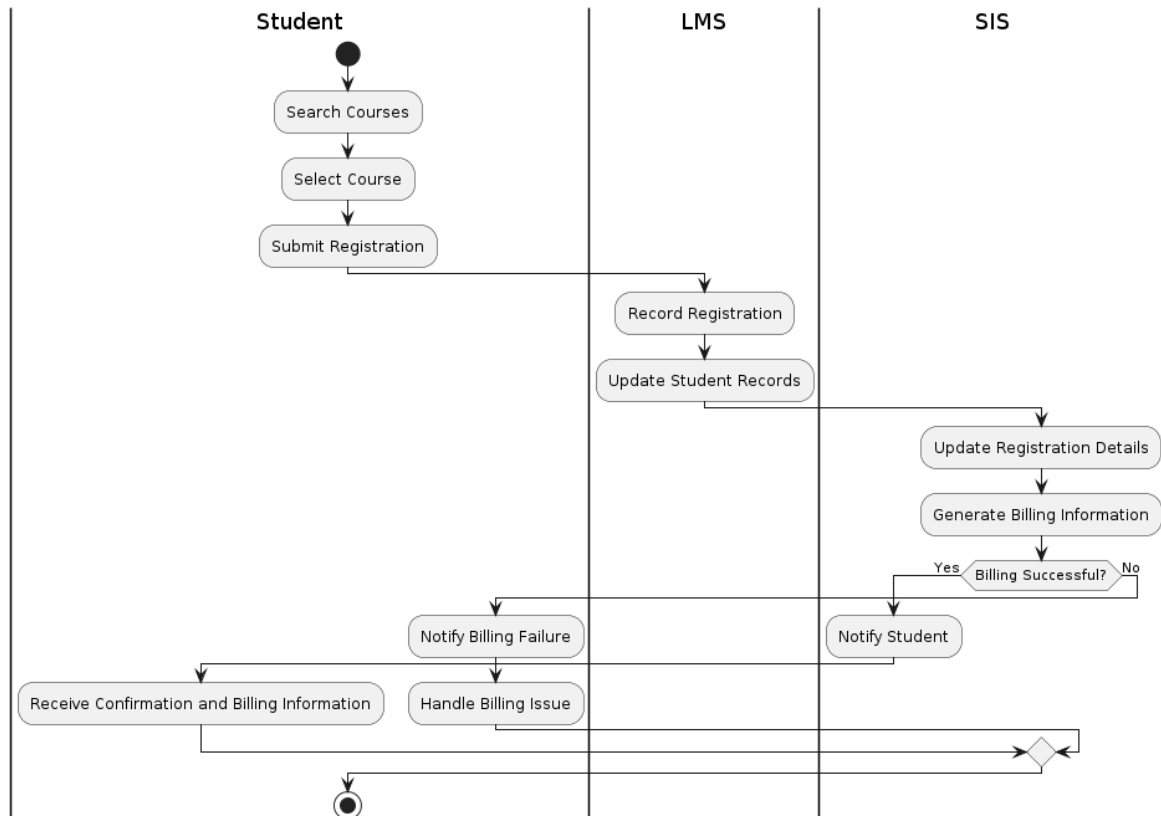 Student
LMS
SIS
Search Courses
Select Course
Submit Registration
Record Registration
Update Student Records
Update Registration Details
Generate Billing Information
Yes
Billing Successful?
No
Notify Billing Failure
Notify Student
Receive Confirmation and Billing Information
Handle Billing Issue